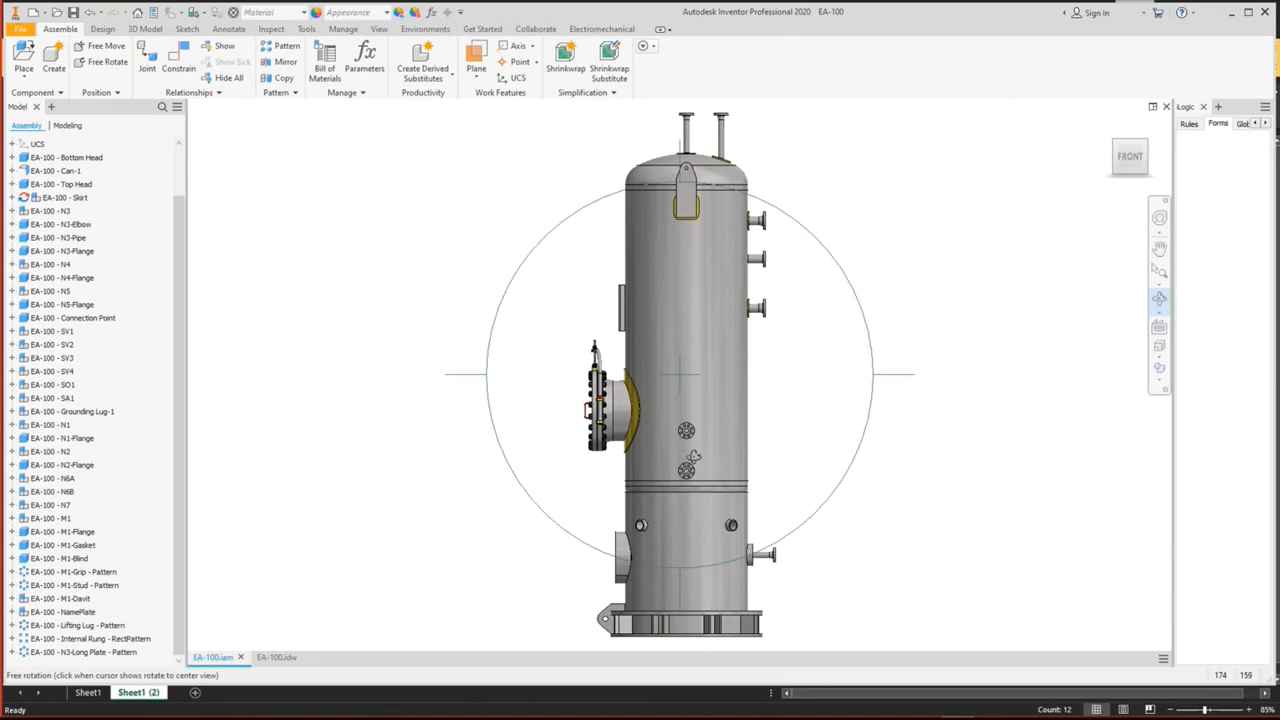 Material
Appearance
Autodesk Inventor Professional 2020 EA-100
Sign In
File Assemble Design 3D Model Sketch Annotate Inspect Tools Manage View Environments Get Started Collaborate Electromechanical
Place
Create
Free Move
Free Rotate
Component
Position
Joint
Constrain
Show
Show Sick
Hide All
Relationships
Pattern
Mirror
Copy
Pattern
Bill of Materials
Parameters
Manage
Create Derived Substitutes
Productivity
Plane
Axis
Point
UCS
Work Features
Shrinkwrap
Shrinkwrap Substitute
Simplification
Model
Assembly Modeling
UCS
EA-100 - Bottom Head
EA-100 - Can-1
EA-100 - Top Head
EA-100 - Skirt
EA-100 - N3
EA-100 - N3-Elbow
EA-100 - N3-Pipe
EA-100 - N3-Flange
EA-100 - N4
EA-100 - N4-Flange
EA-100 - N5
EA-100 - N5-Flange
EA-100 - Connection Point
EA-100 - SV1
EA-100 - SV2
EA-100 - SV3
EA-100 - SV4
EA-100 - SO1
EA-100 - SA1
EA-100 - Grounding Lug-1
EA-100 - N1
EA-100 - N1-Flange
EA-100 - N2
EA-100 - N2-Flange
EA-100 - N6A
EA-100 - N6B
EA-100 - N7
EA-100 - M1
EA-100 - M1-Flange
EA-100 - M1-Gasket
EA-100 - M1-Blind
EA-100 - M1-Grip - Pattern
EA-100 - M1-Stud - Pattern
EA-100 - M1-Davit
EA-100 - NamePlate
EA-100 - Lifting Lug - Pattern
EA-100 - Internal Rung - RectPattern
EA-100 - N3-Long Plate - Pattern
FRONT
Logic
Rules Forms Glo
EA-100.iam EA-100.idw
Free rotation (click when cursor shows rotate to center view)
174 159
Sheet1 Sheet1 (2)
Ready
Count: 12
85%